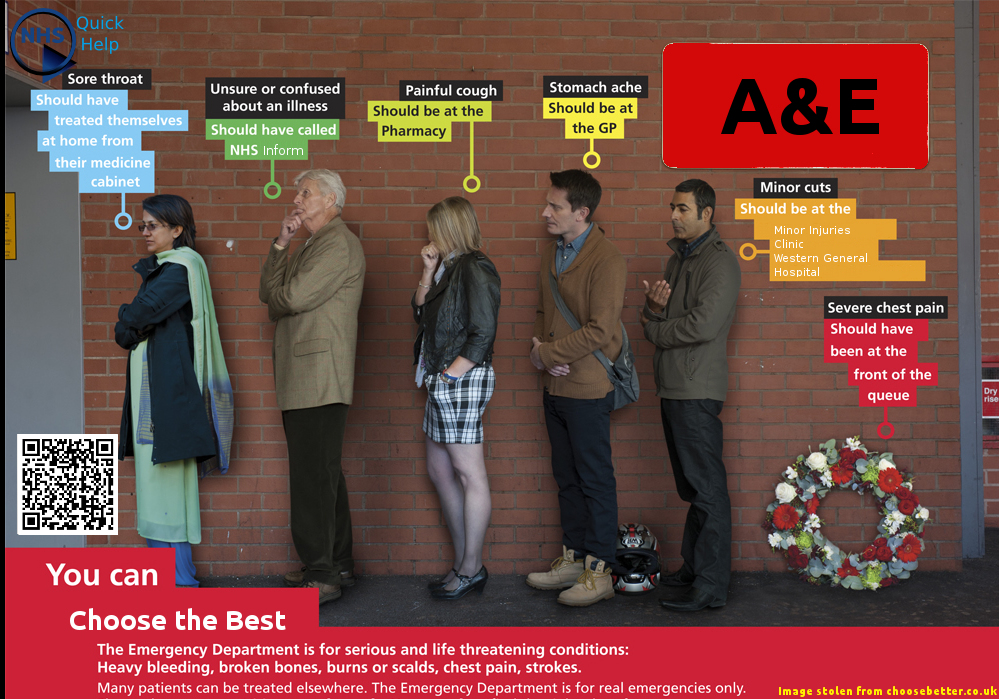 NHS
Quick
Help
Sore throat
Should have
treated themselves
at home from
their medicine
cabinet
Unsure or confused
about an illness
Should have called
NHS Inform
Painful cough
Should be at the
Pharmacy
Stomach ache
Should be at
the GP
A&E
Minor cuts
Should be at the
Minor Injuries
Clinic
Western General
Hospital
Severe chest pain
Should have
been at the
front of the
queue
Dry
rise
You can
Choose the Best
The Emergency Department is for serious and life threatening conditions:
Heavy bleeding, broken bones, burns or scalds, chest pain, strokes.
Many patients can be treated elsewhere. The Emergency Department is for real emergencies only.
Image stolen from choosebetter.co.uk